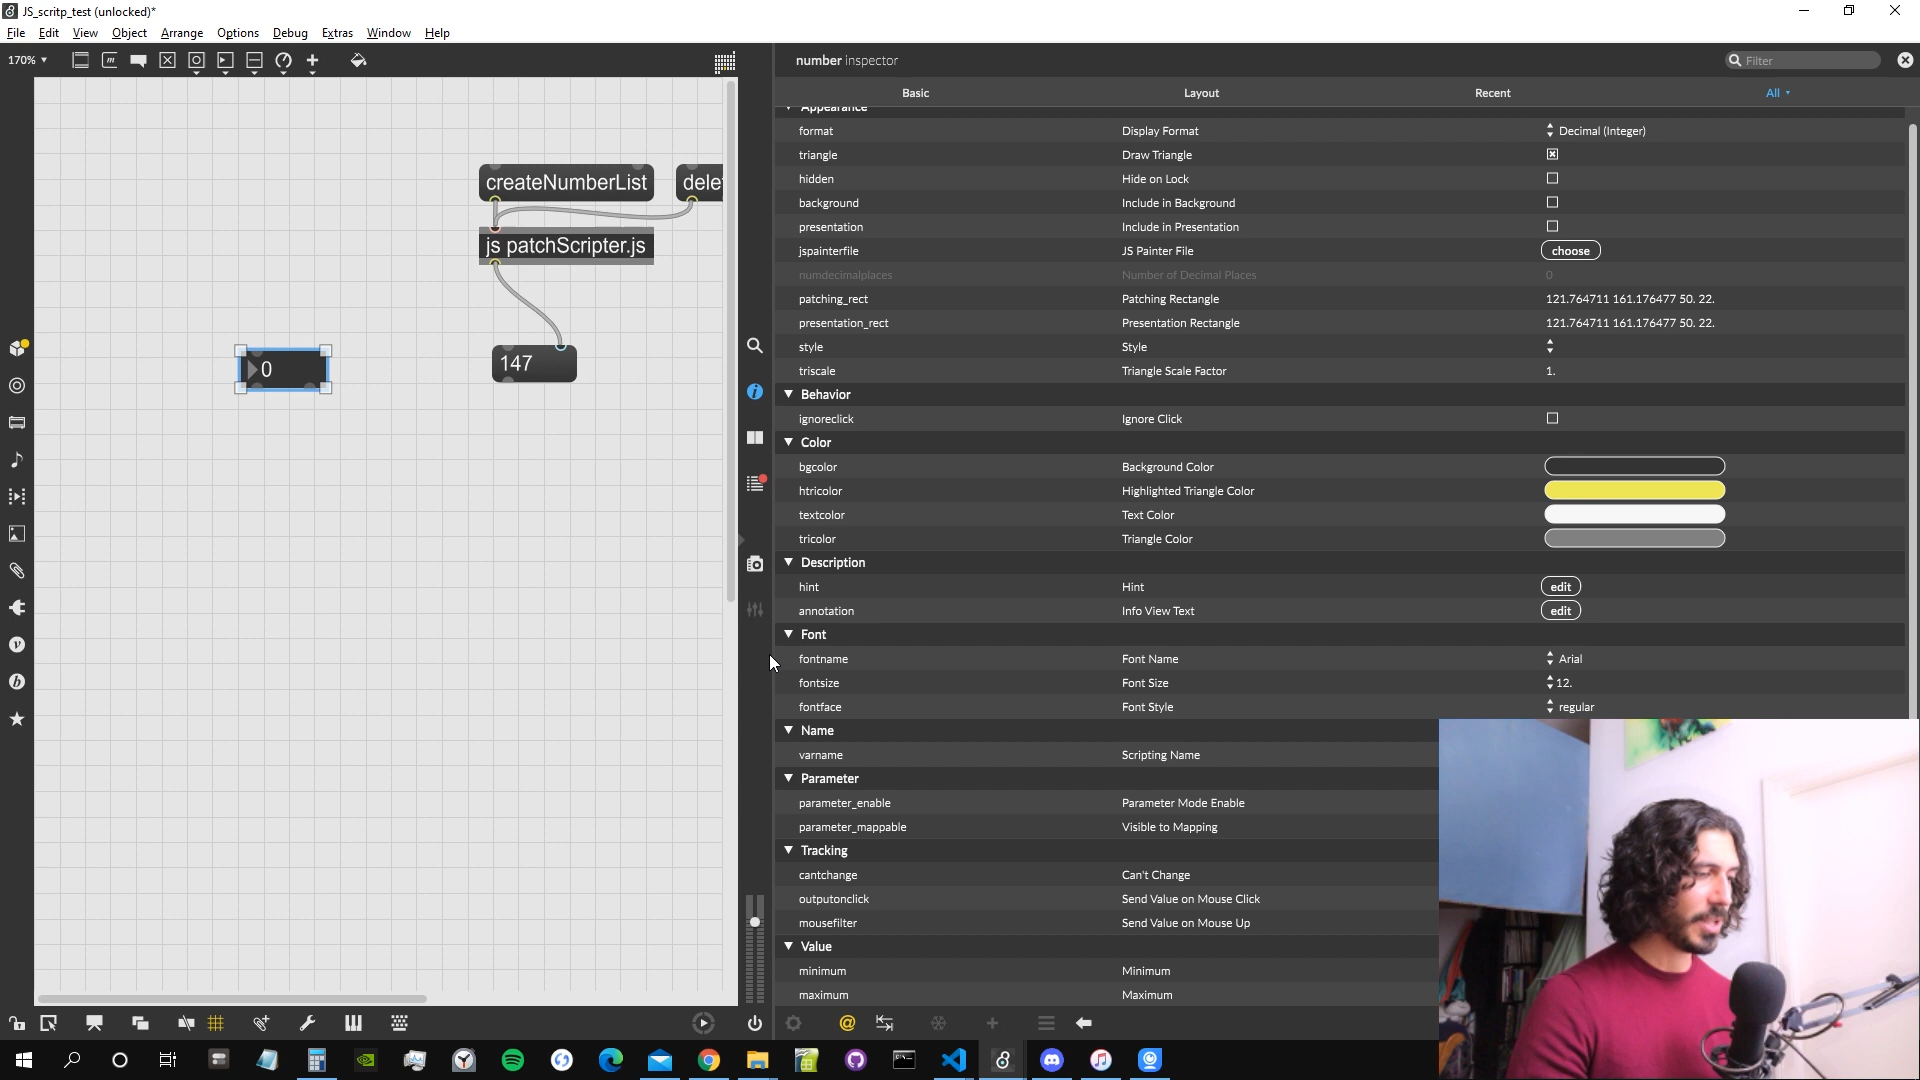 JS_scritp_test (unlocked)*
File Edit View Object Arrange Options Debug Extras Window Help
170%
number inspector
Filter
Basic Layout Recent All
Appearance
format Display Format Decimal (Integer)
triangle Draw Triangle
hidden Hide on Lock
background Include in Background
presentation Include in Presentation
jspainterfile JS Painter File choose
numdecimalplaces Number of Decimal Places 0
patching_rect Patching Rectangle 121.764711 161.176477 50. 22.
presentation_rect Presentation Rectangle 121.764711 161.176477 50. 22.
style Style
triscale Triangle Scale Factor 1.
Behavior
ignoreclick Ignore Click
Color
bgcolor Background Color
htricolor Highlighted Triangle Color
textcolor Text Color
tricolor Triangle Color
Description
hint Hint edit
annotation Info View Text edit
Font
fontname Font Name Arial
fontsize Font Size 12.
fontface Font Style regular
Name
varname Scripting Name
Parameter
parameter_enable Parameter Mode Enable
parameter_mappable Visible to Mapping
Tracking
cantchange Can't Change
outputonclick Send Value on Mouse Click
mousefilter Send Value on Mouse Up
Value
minimum Minimum
maximum Maximum
createNumberList
dele
js patchScripter.js
0
147